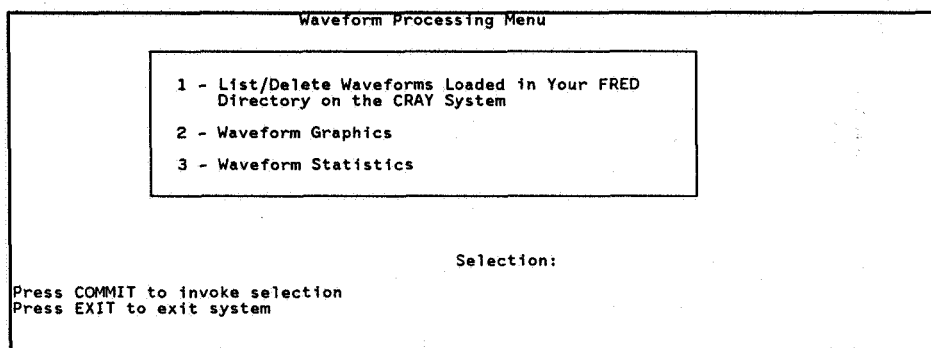 Waveform Processing Menu
1 - List/Delete Waveforms Loaded in Your FRED
Directory on the CRAY System
2 - Waveform Graphics
3 - Waveform Statistics
Selection:
Press COMMIT to invoke selection
Press EXIT to exit system